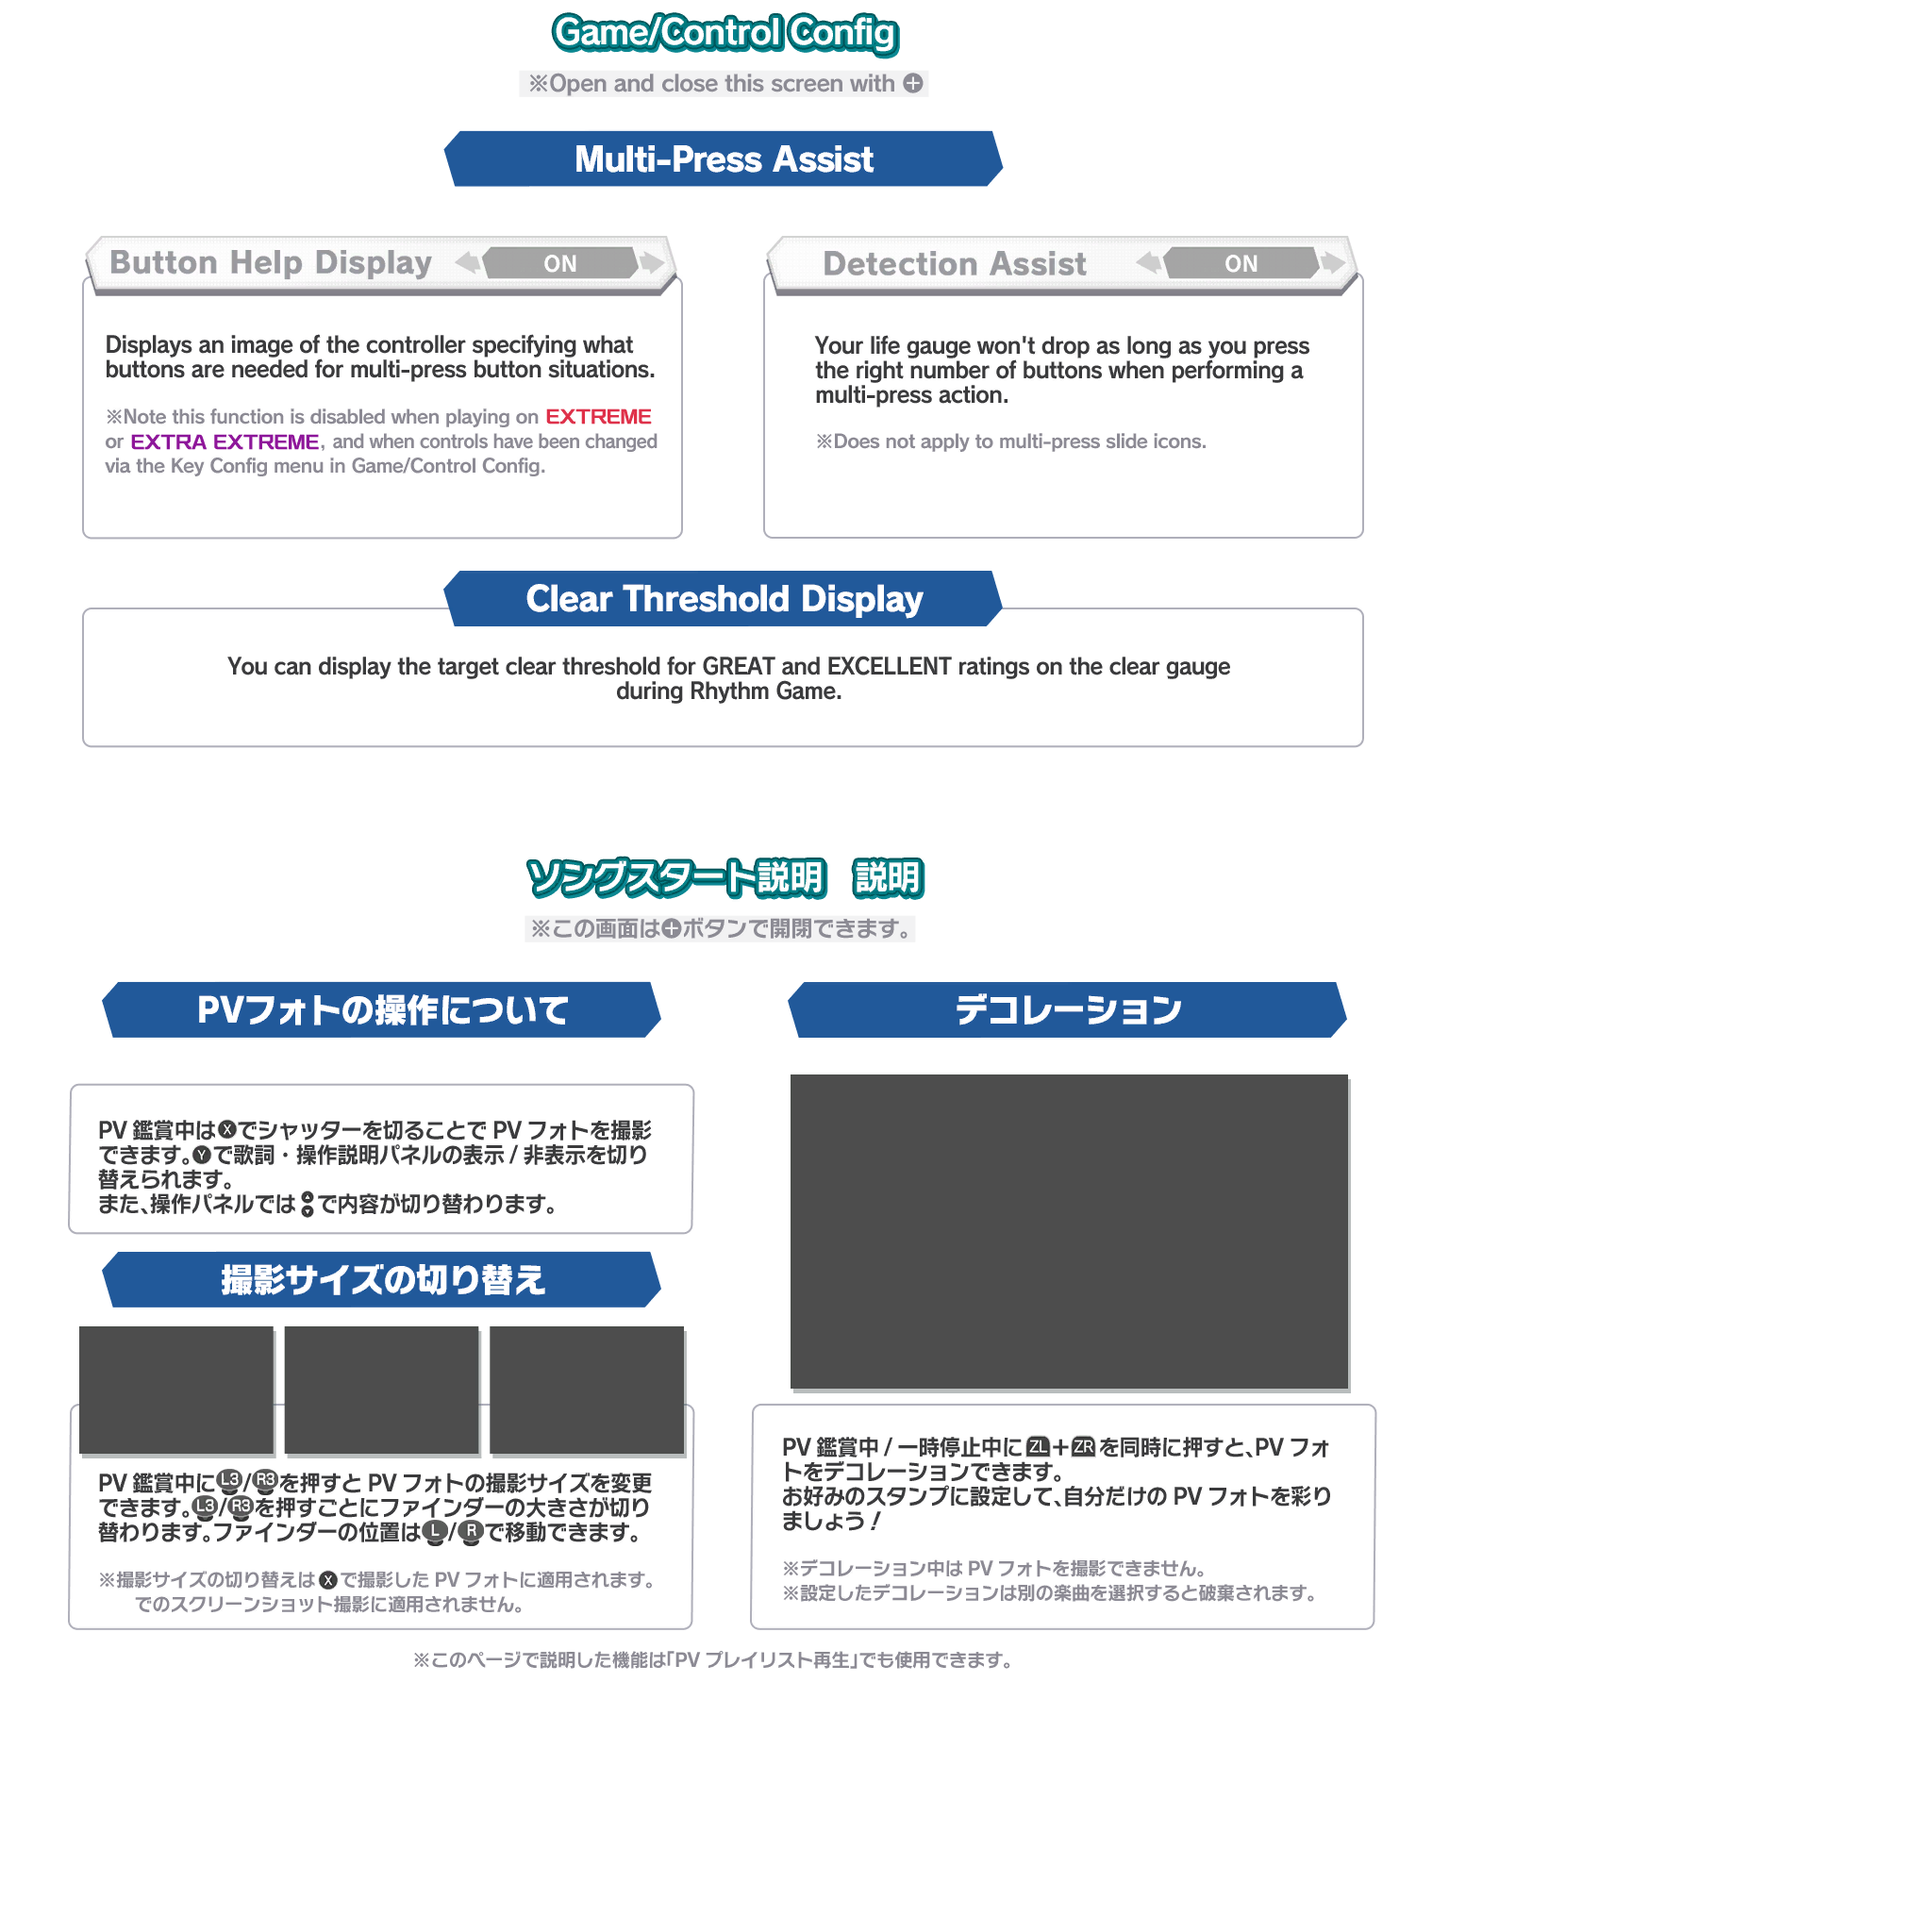 Game/Control Config
※Open and close this screen with ⊕
Multi-Press Assist
Button Help Display
ON
Displays an image of the controller specifying what
buttons are needed for multi-press button situations.
※Note this function is disabled when playing on EXTREME
or EXTRA EXTREME, and when controls have been changed
via the Key Config menu in Game/Control Config.
Detection Assist
ON
Your life gauge won't drop as long as you press
the right number of buttons when performing a
multi-press action.
※Does not apply to multi-press slide icons.
Clear Threshold Display
You can display the target clear threshold for GREAT and EXCELLENT ratings on the clear gauge
during Rhythm Game.
ソングスタート説明　説明
※この画面は⊕ボタンで開閉できます。
PVフォトの操作について
PV 鑑賞中はXでシャッターを切ることで PV フォトを撮影
できます。Yで歌詞・操作説明パネルの表示 / 非表示を切り
替えられます。
また、操作パネルでは で内容が切り替わります。
撮影サイズの切り替え
PV 鑑賞中にL3/R3を押すと PV フォトの撮影サイズを変更
できます。L3/R3を押すごとにファインダーの大きさが切り
替わります。ファインダーの位置はL/Rで移動できます。
※撮影サイズの切り替えはXで撮影した PV フォトに適用されます。
でのスクリーンショット撮影に適用されません。
デコレーション
PV 鑑賞中 / 一時停止中にZL+ZRを同時に押すと、PV フォ
トをデコレーションできます。
お好みのスタンプに設定して、自分だけの PV フォトを彩り
ましょう！
※デコレーション中は PV フォトを撮影できません。
※設定したデコレーションは別の楽曲を選択すると破棄されます。
※このページで説明した機能は「PV プレイリスト再生」でも使用できます。